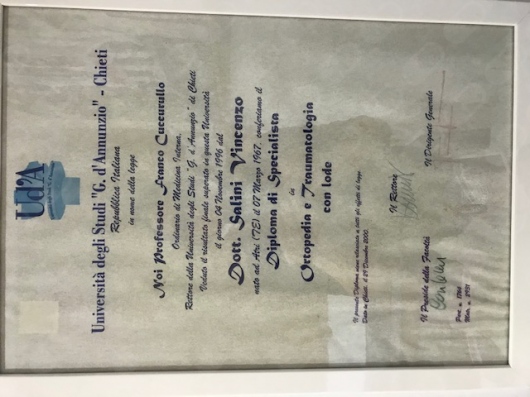 Ud'A
Università degli Studi "G. d'Annunzio" - Chieti
Repubblica Italiana
in nome della legge
Noi Professore Franco Cuccurullo
Ordinario di Medicina Interna,
Rettore della Università degli Studi "G. d'Annunzio" di Chieti
Veduto il risultato finale superato in questa Università
il giorno 04 Novembre 1996 dal
Dott. Salini Vincenzo
nato ad Atri (TE) il 07 Marzo 1967, conferiamo il
Diploma di Specialista
in
Ortopedia e Traumatologia
con lode
Il presente Diploma viene rilasciato a tutti gli effetti di legge
Dato in Chieti, il 29 Dicembre 2000
Il Preside della Facoltà
Il Rettore
Il Dirigente Generale